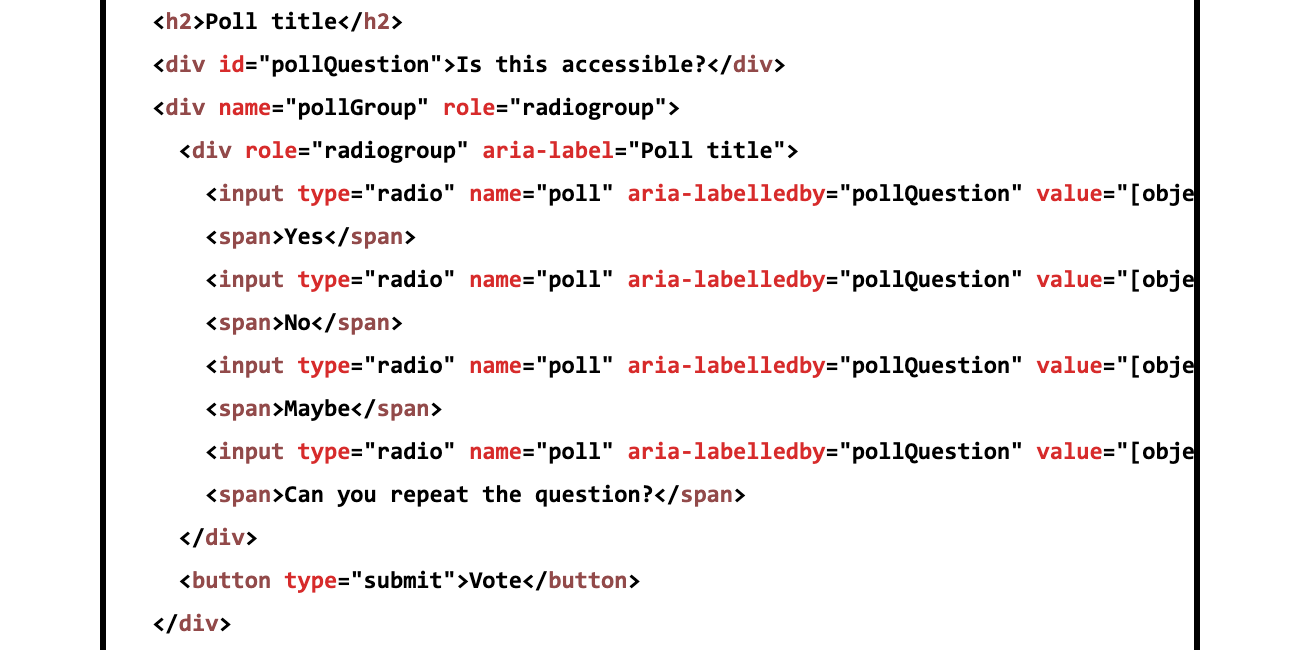 <h2>Poll title</h2>
<div id="pollQuestion">Is this accessible?</div>
<div name="pollGroup" role="radiogroup">
<div role="radiogroup" aria-label="Poll title">
<input type="radio" name="poll" aria-labelledby="pollQuestion" value="[obje
<span>Yes</span>
<input type="radio" name="poll" aria-labelledby="pollQuestion" value="[obje
<span>No</span>
<input type="radio" name="poll" aria-labelledby="pollQuestion" value="[obje
<span>Maybe</span>
<input type="radio" name="poll" aria-labelledby="pollQuestion" value="[obje
<span>Can you repeat the question?</span>
</div>
<button type="submit">Vote</button>
</div>